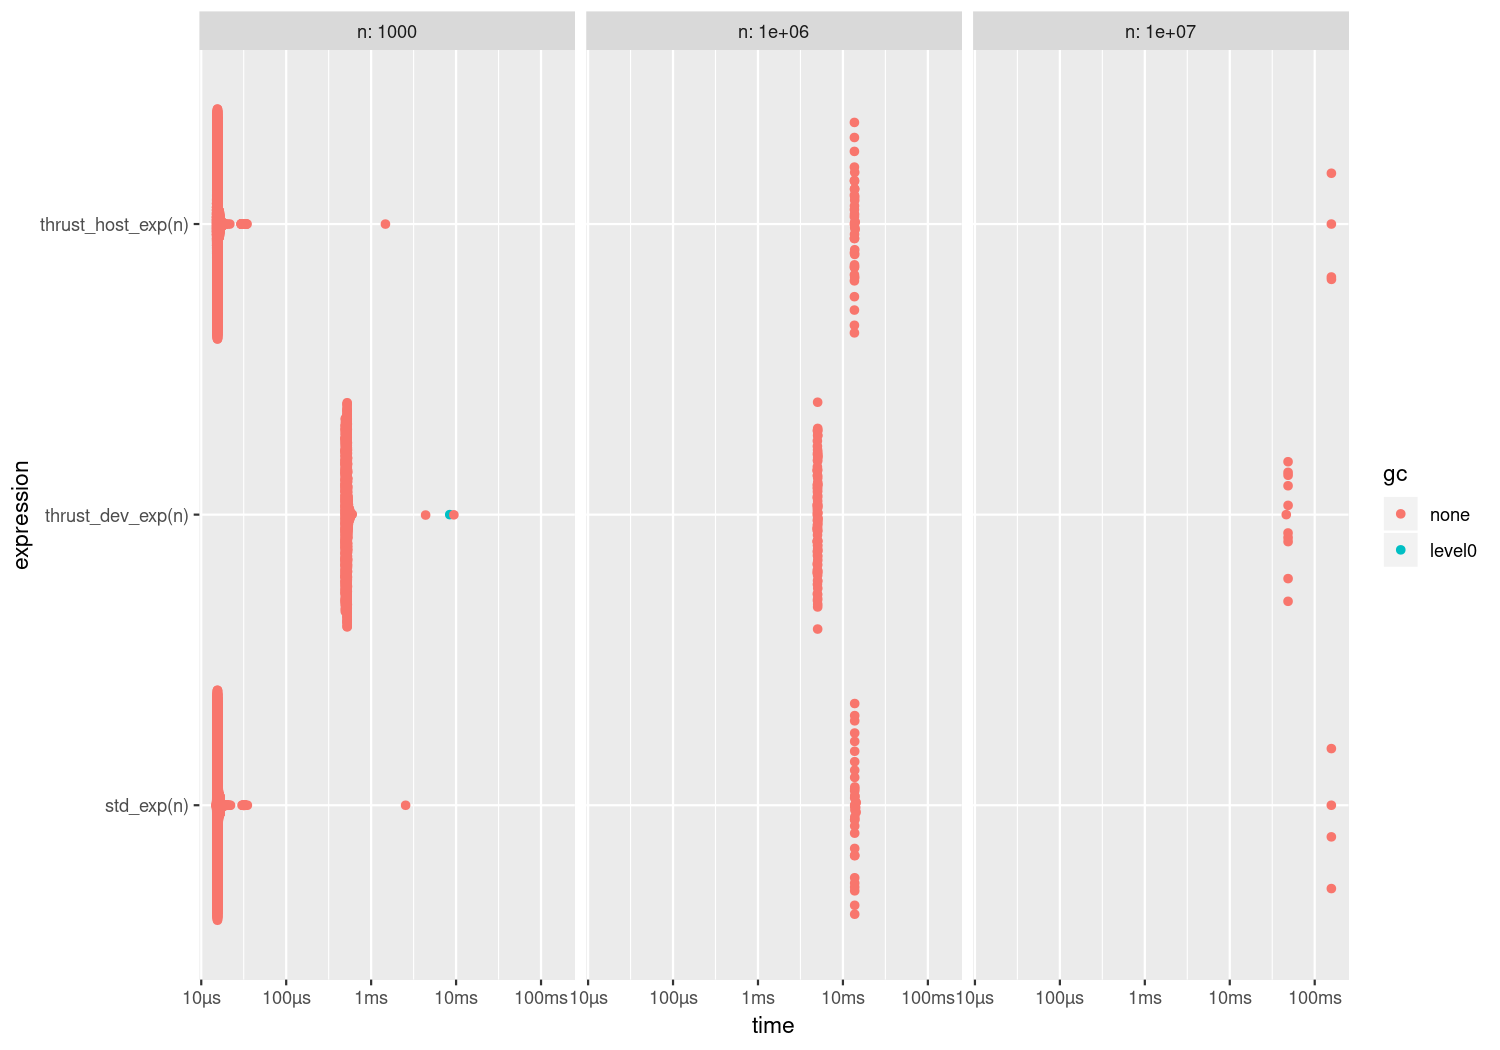 n: 1000
n: 1e+06
n: 1e+07
thrust_host_exp(n)
thrust_dev_exp(n)
std_exp(n)
expression
10µs 100µs 1ms 10ms 100ms
10µs 100µs 1ms 10ms 100ms
10µs 100µs 1ms 10ms 100ms
time
gc
none
level0